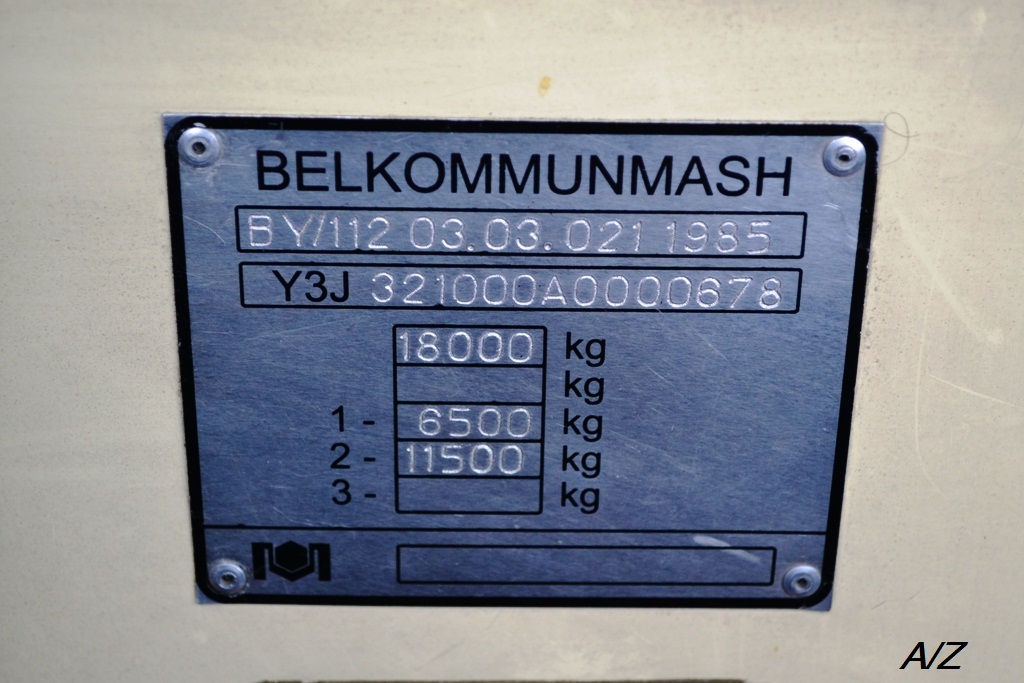 BELKOMMUNMASH
BY/112 03.03.021 1985
Y3J 321000A0000678
18000 kg
kg
1 - 6500 kg
2 - 11500 kg
3 - kg
A/Z